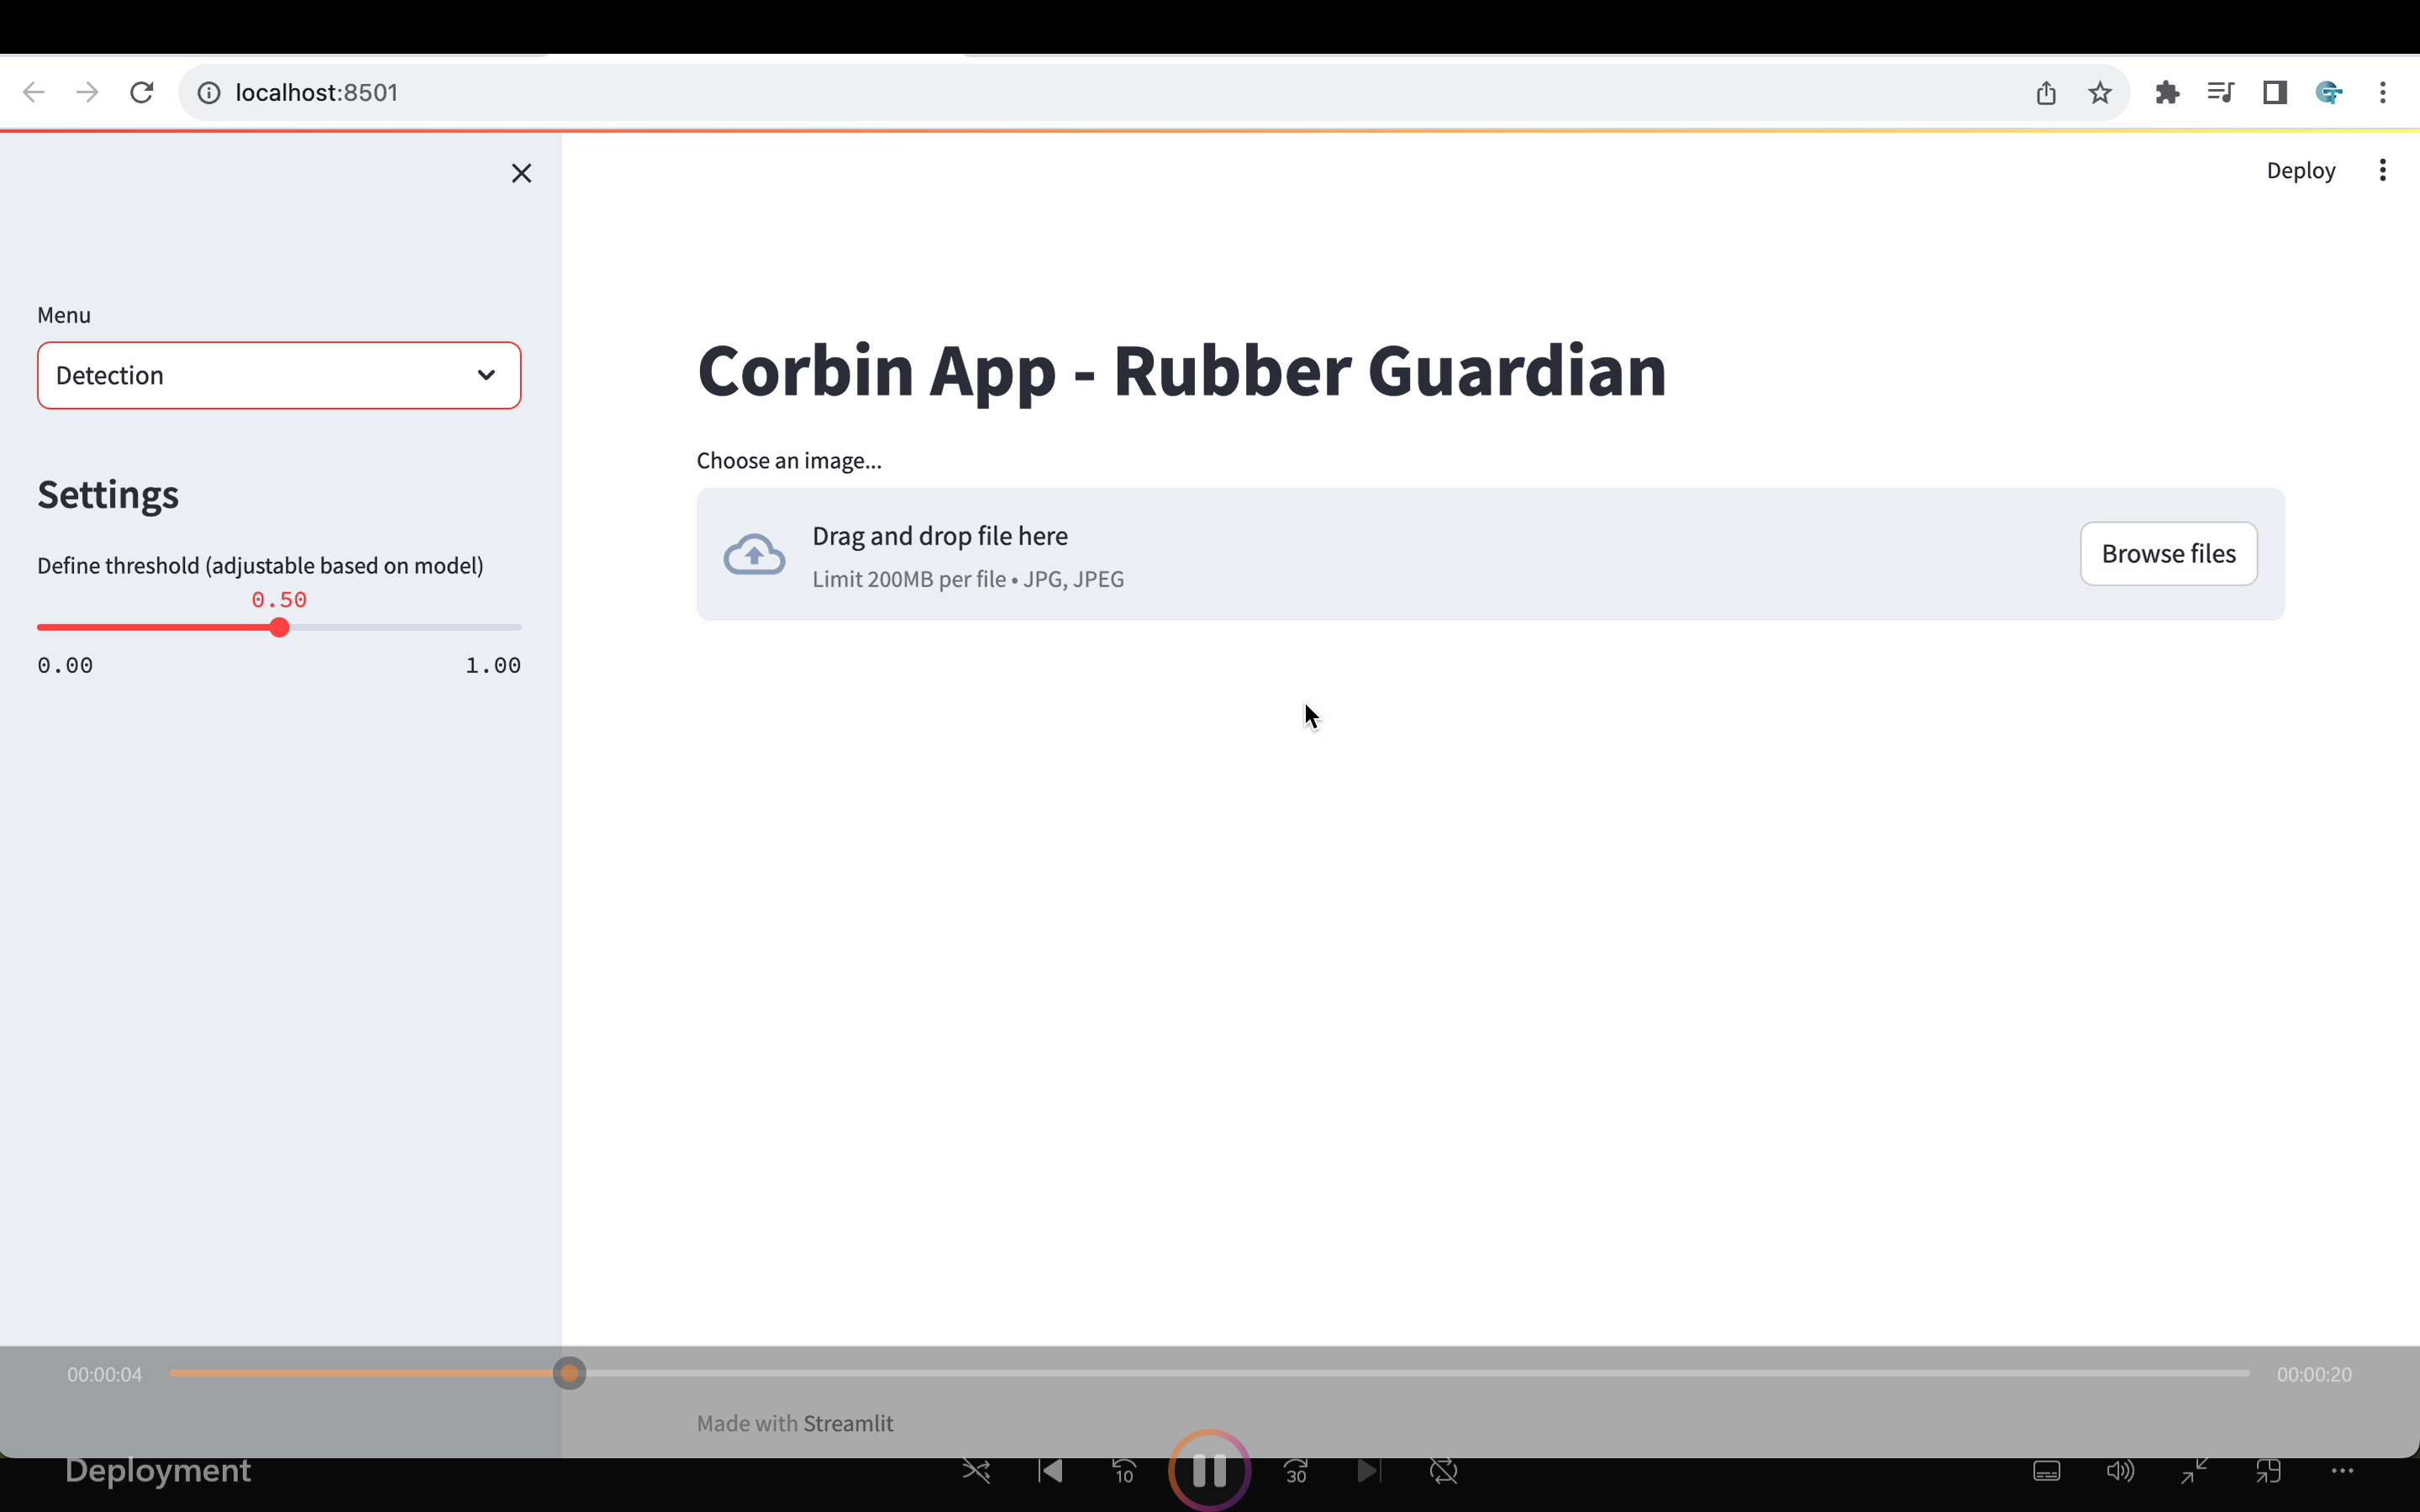 localhost:8501
Deploy
Menu
Detection
Settings
Define threshold (adjustable based on model)
0.50
0.00 1.00
Corbin App - Rubber Guardian
Choose an image...
Drag and drop file here
Limit 200MB per file • JPG, JPEG
Browse files
00:00:04
00:00:20
Made with Streamlit
Deployment
10
30